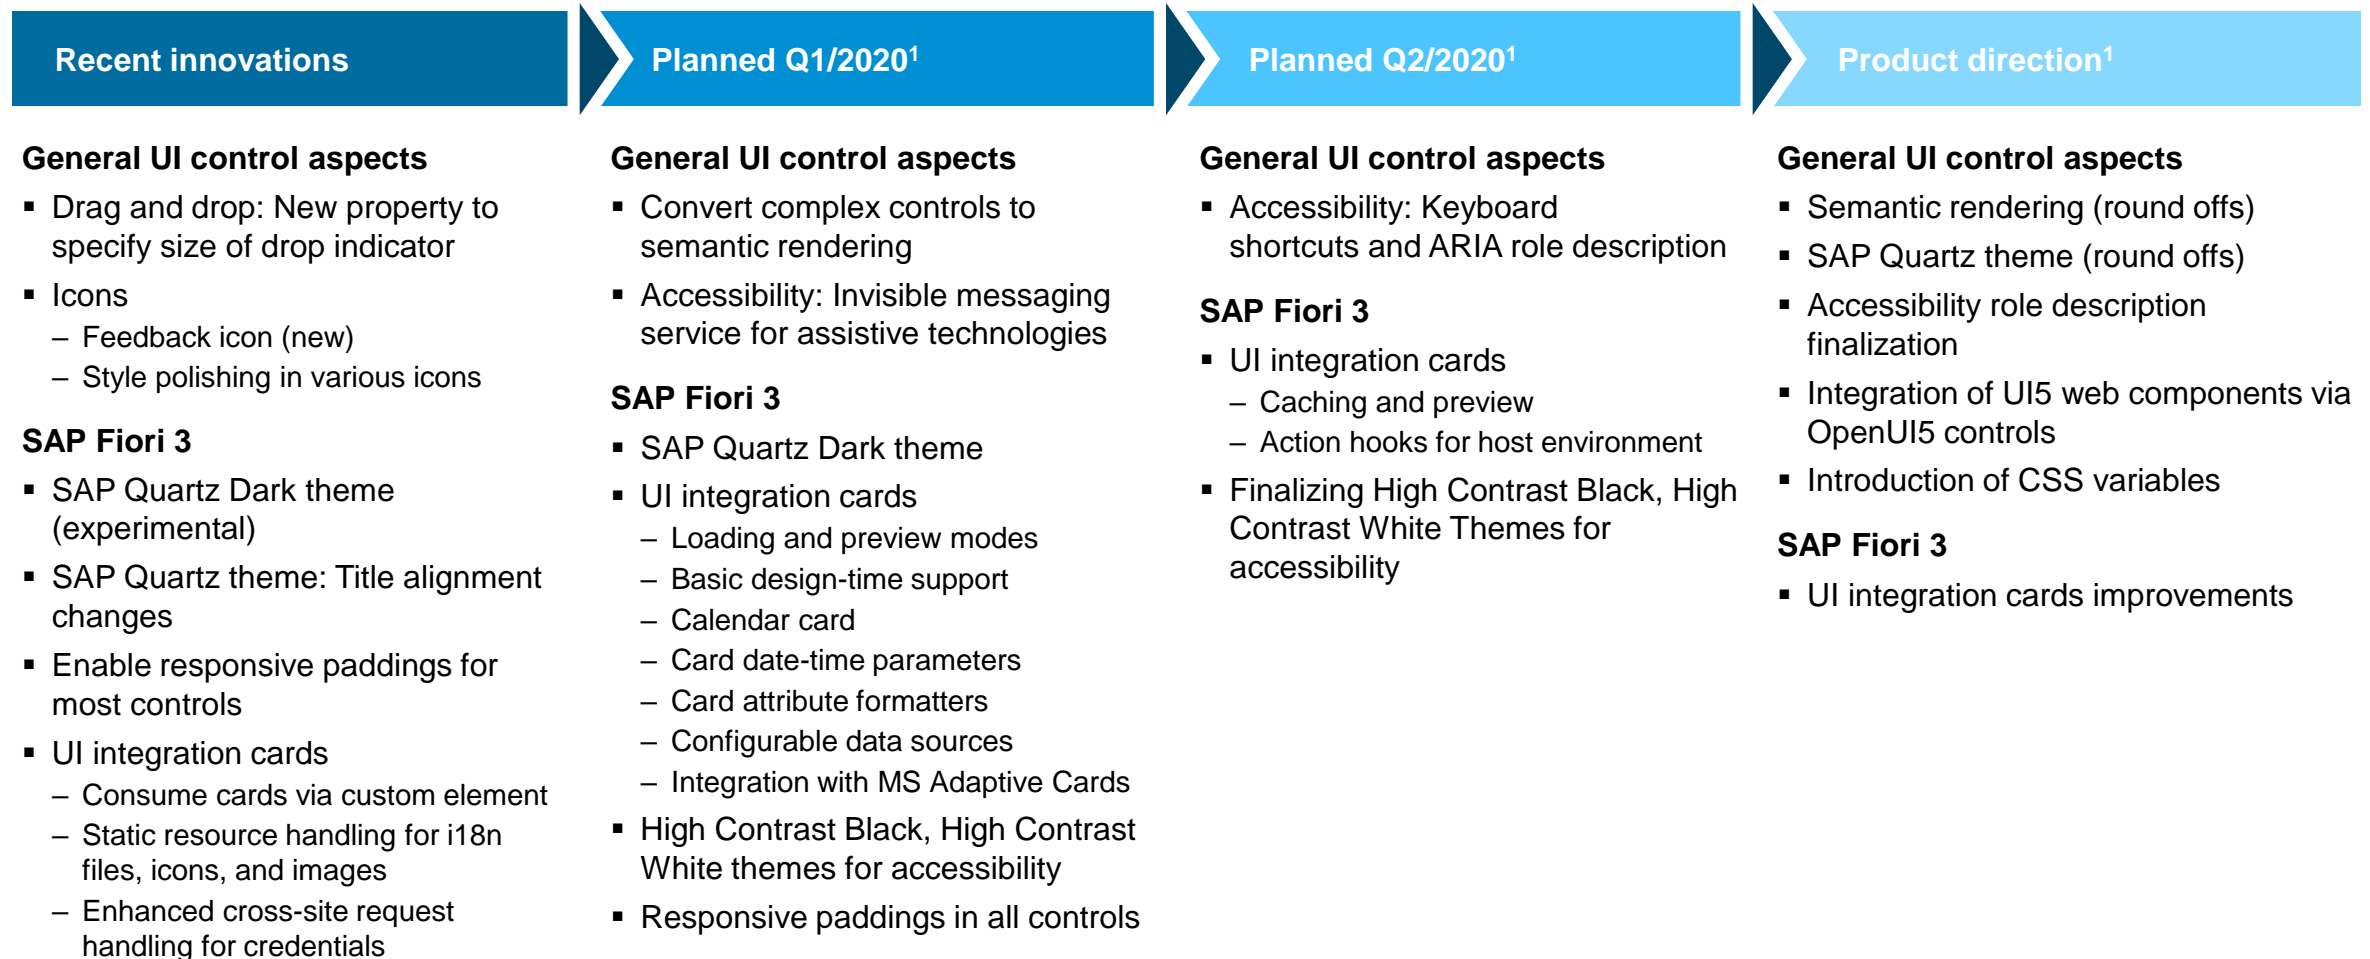 Recent innovations
Planned Q1/2020¹
Planned Q2/2020¹
Product direction¹
General UI control aspects
▪ Drag and drop: New property to
specify size of drop indicator
▪ Icons
– Feedback icon (new)
– Style polishing in various icons
SAP Fiori 3
▪ SAP Quartz Dark theme
(experimental)
▪ SAP Quartz theme: Title alignment
changes
▪ Enable responsive paddings for
most controls
▪ UI integration cards
– Consume cards via custom element
– Static resource handling for i18n
files, icons, and images
– Enhanced cross-site request
handling for credentials
General UI control aspects
▪ Convert complex controls to
semantic rendering
▪ Accessibility: Invisible messaging
service for assistive technologies
SAP Fiori 3
▪ SAP Quartz Dark theme
▪ UI integration cards
– Loading and preview modes
– Basic design-time support
– Calendar card
– Card date-time parameters
– Card attribute formatters
– Configurable data sources
– Integration with MS Adaptive Cards
▪ High Contrast Black, High Contrast
White themes for accessibility
▪ Responsive paddings in all controls
General UI control aspects
▪ Accessibility: Keyboard
shortcuts and ARIA role description
SAP Fiori 3
▪ UI integration cards
– Caching and preview
– Action hooks for host environment
▪ Finalizing High Contrast Black, High
Contrast White Themes for
accessibility
General UI control aspects
▪ Semantic rendering (round offs)
▪ SAP Quartz theme (round offs)
▪ Accessibility role description
finalization
▪ Integration of UI5 web components via
OpenUI5 controls
▪ Introduction of CSS variables
SAP Fiori 3
▪ UI integration cards improvements